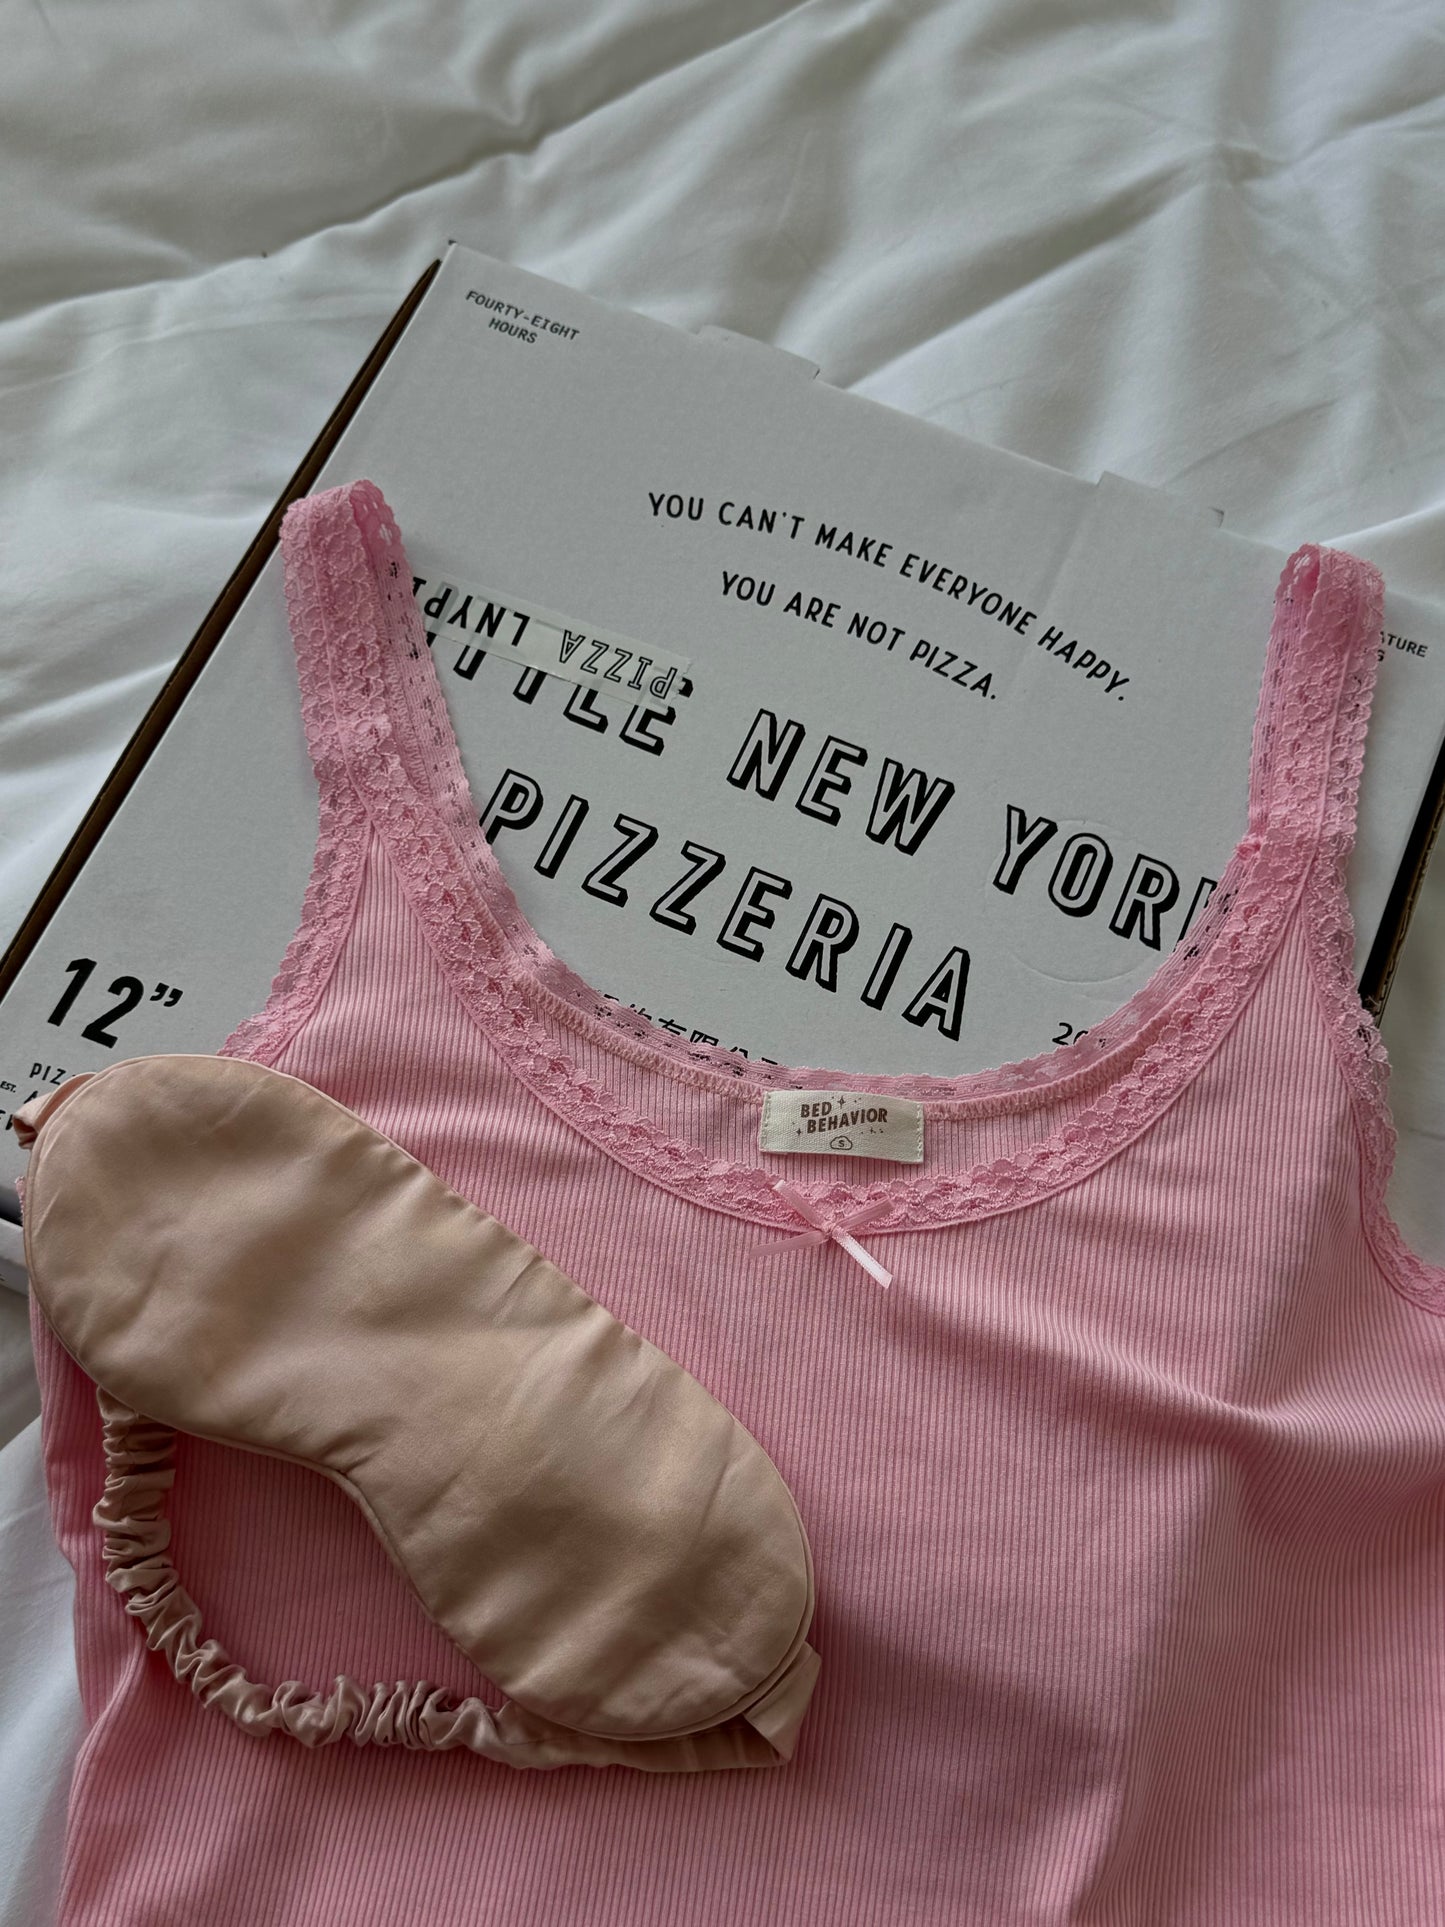 FOURTY-EIGHT
HOURS
YOU CAN'T MAKE EVERYONE HAPPY.
YOU ARE NOT PIZZA.
PIZZA LNYP
NEW
PIZZERIA
12”
EST.
BED
BEHAVIOR
S